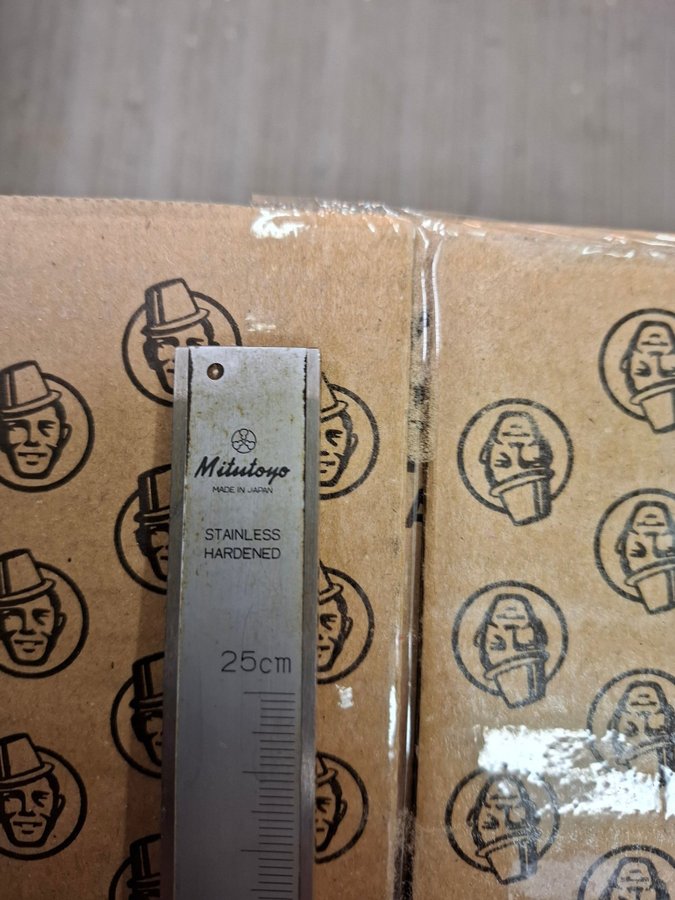 Mitutoyo
MADE IN JAPAN
STAINLESS
HARDENED
25cm